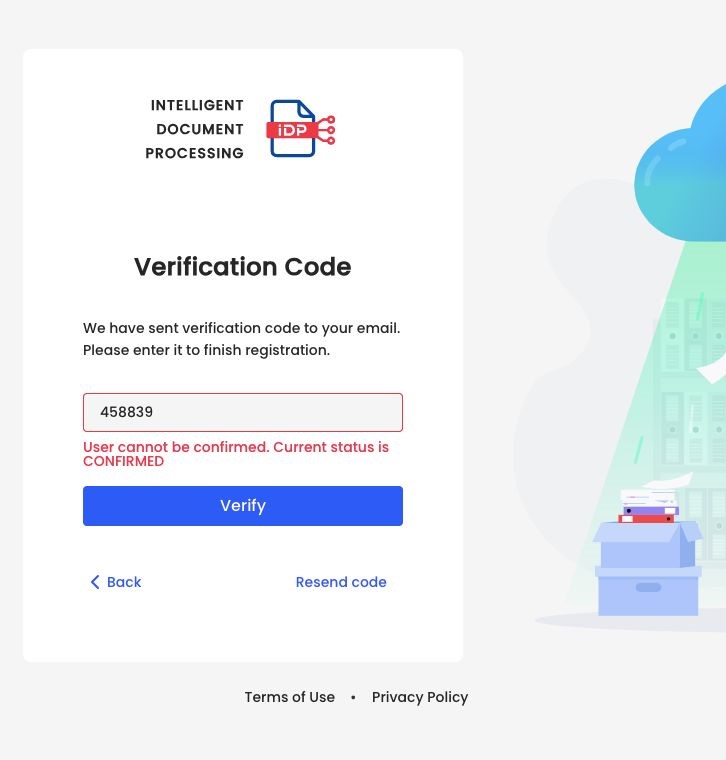 INTELLIGENT
DOCUMENT
PROCESSING
iDP
Verification Code
We have sent verification code to your email.
Please enter it to finish registration.
458839
User cannot be confirmed. Current status is
CONFIRMED
Verify
Back
Resend code
Terms of Use • Privacy Policy